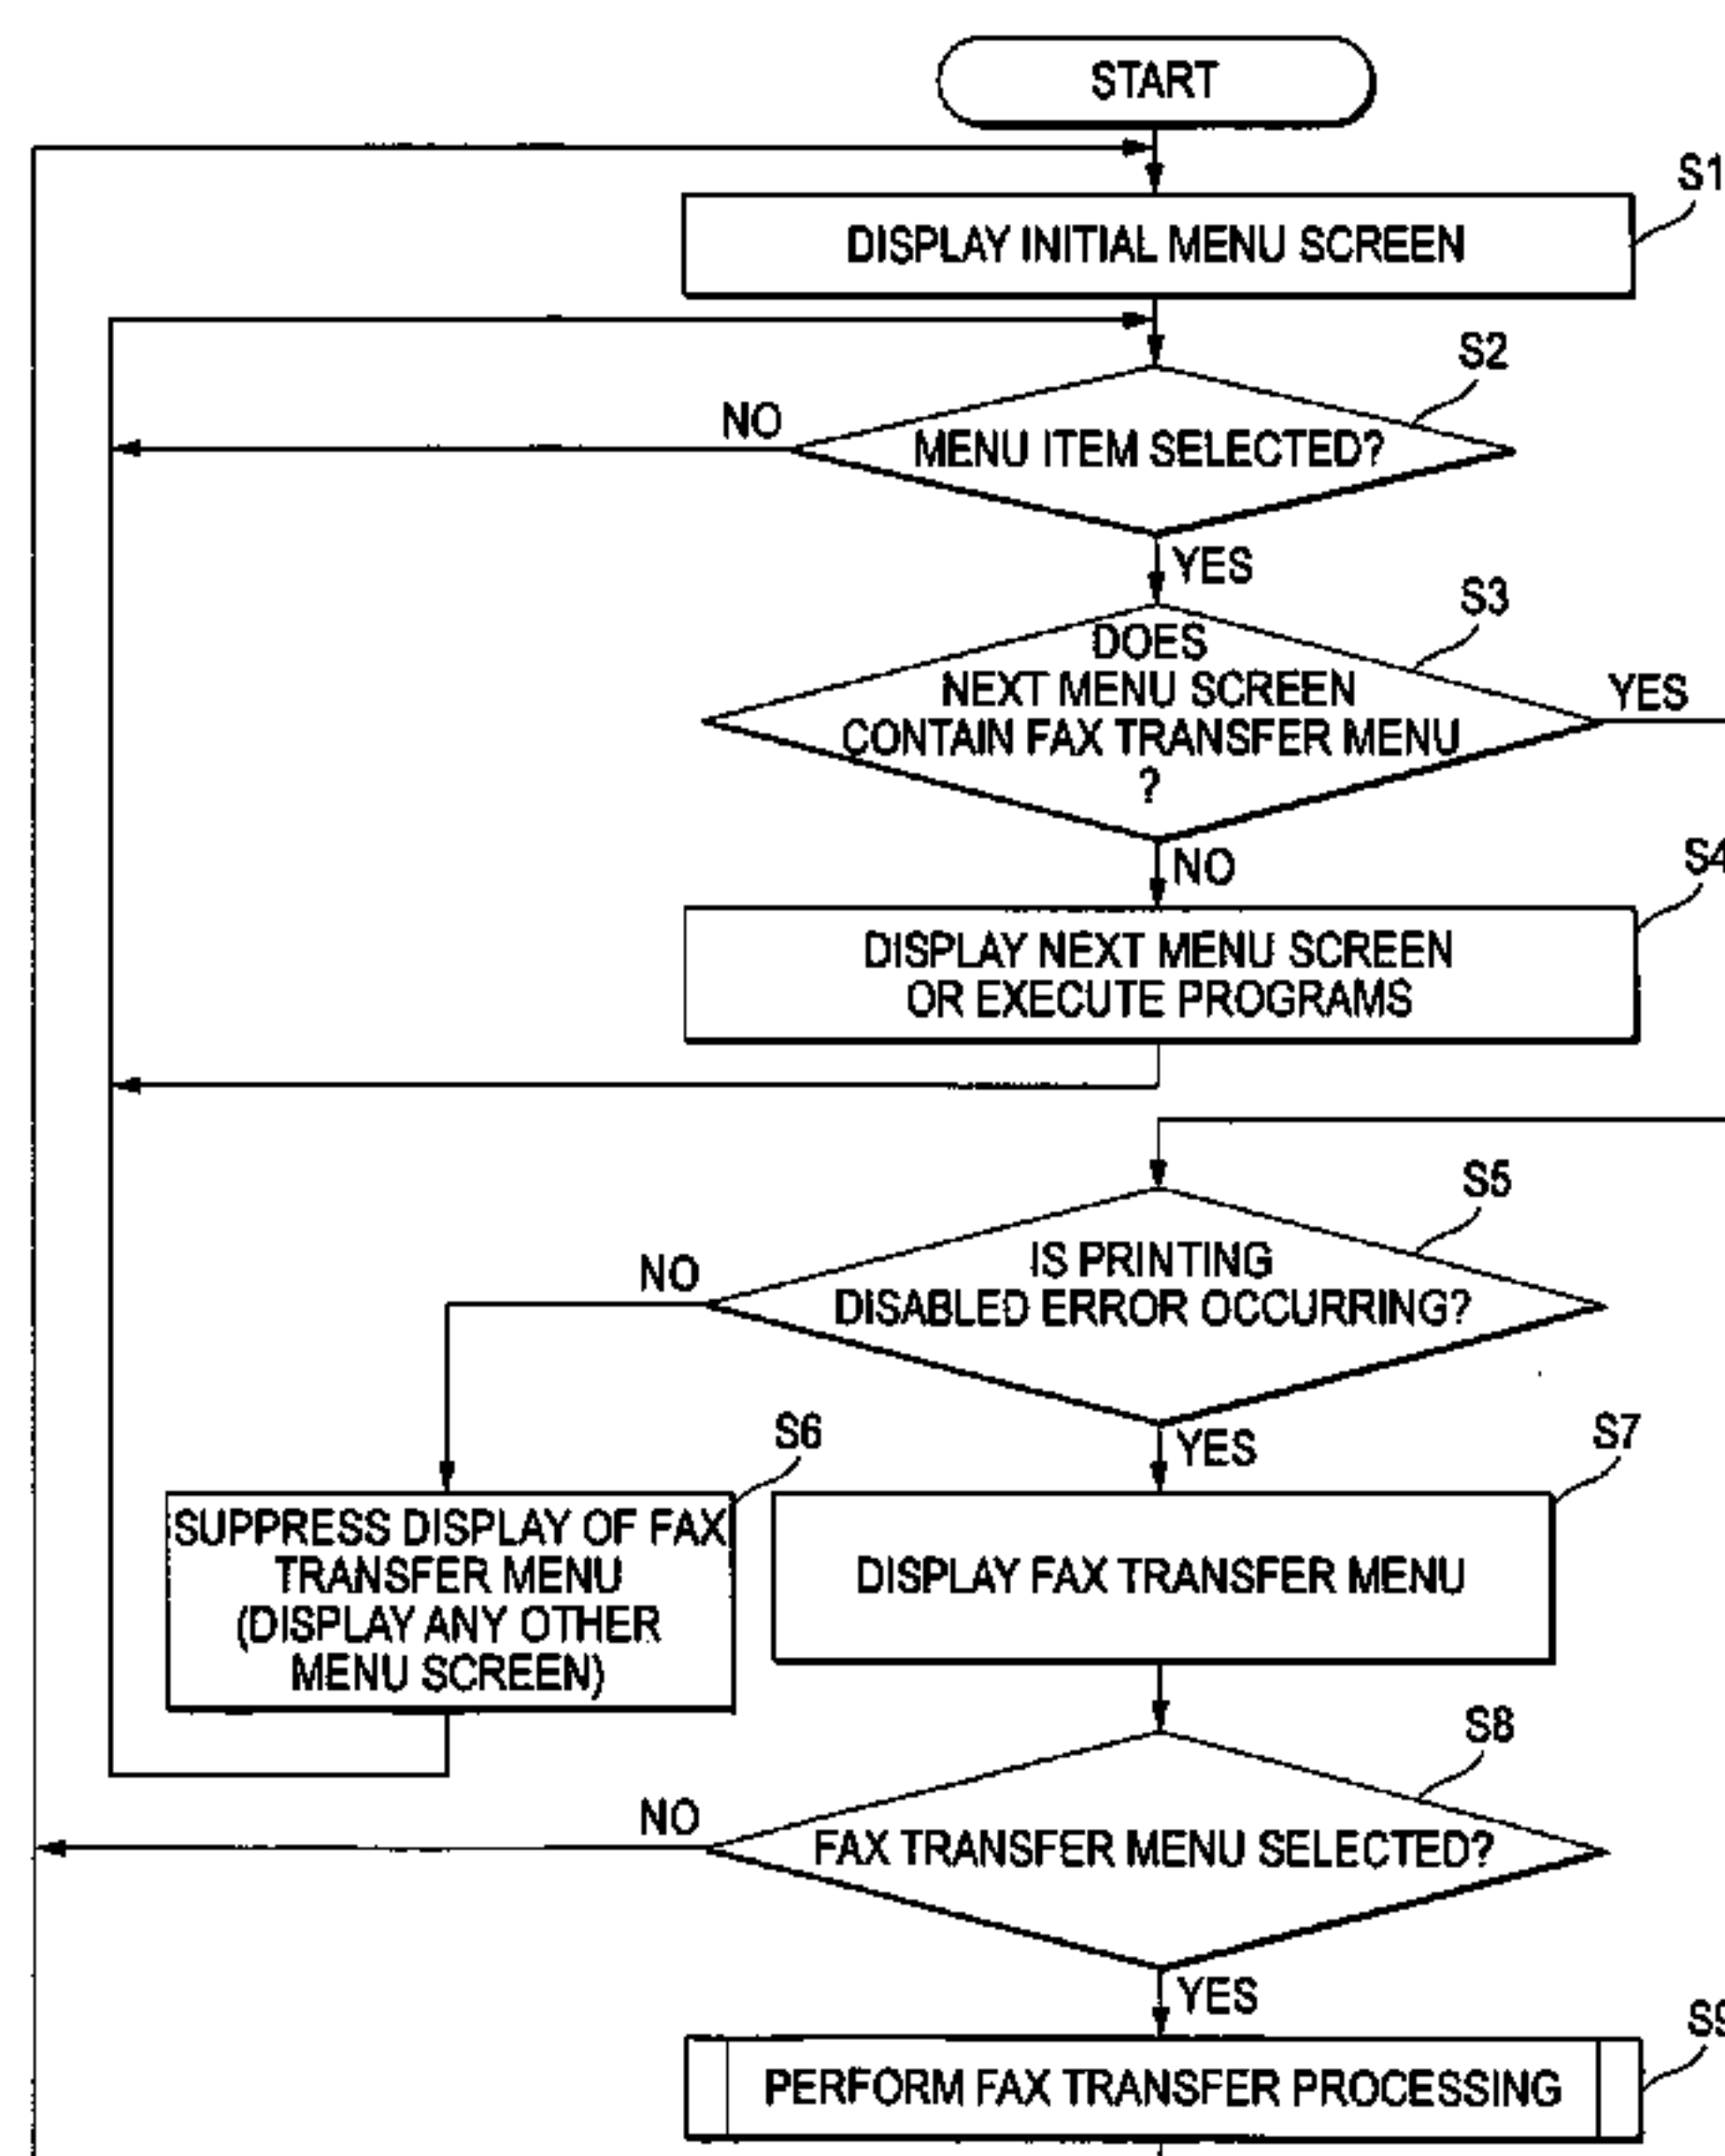 START
S1
DISPLAY INITIAL MENU SCREEN
S2
NO
MENU ITEM SELECTED?
YES
S3
DOES
NEXT MENU SCREEN
CONTAIN FAX TRANSFER MENU
?
YES
NO
S4
DISPLAY NEXT MENU SCREEN
OR EXECUTE PROGRAMS
S5
IS PRINTING
DISABLED ERROR OCCURRING?
NO
YES
S6
S7
SUPPRESS DISPLAY OF FAX
TRANSFER MENU
(DISPLAY ANY OTHER
MENU SCREEN)
DISPLAY FAX TRANSFER MENU
S8
NO
FAX TRANSFER MENU SELECTED?
YES
S9
PERFORM FAX TRANSFER PROCESSING